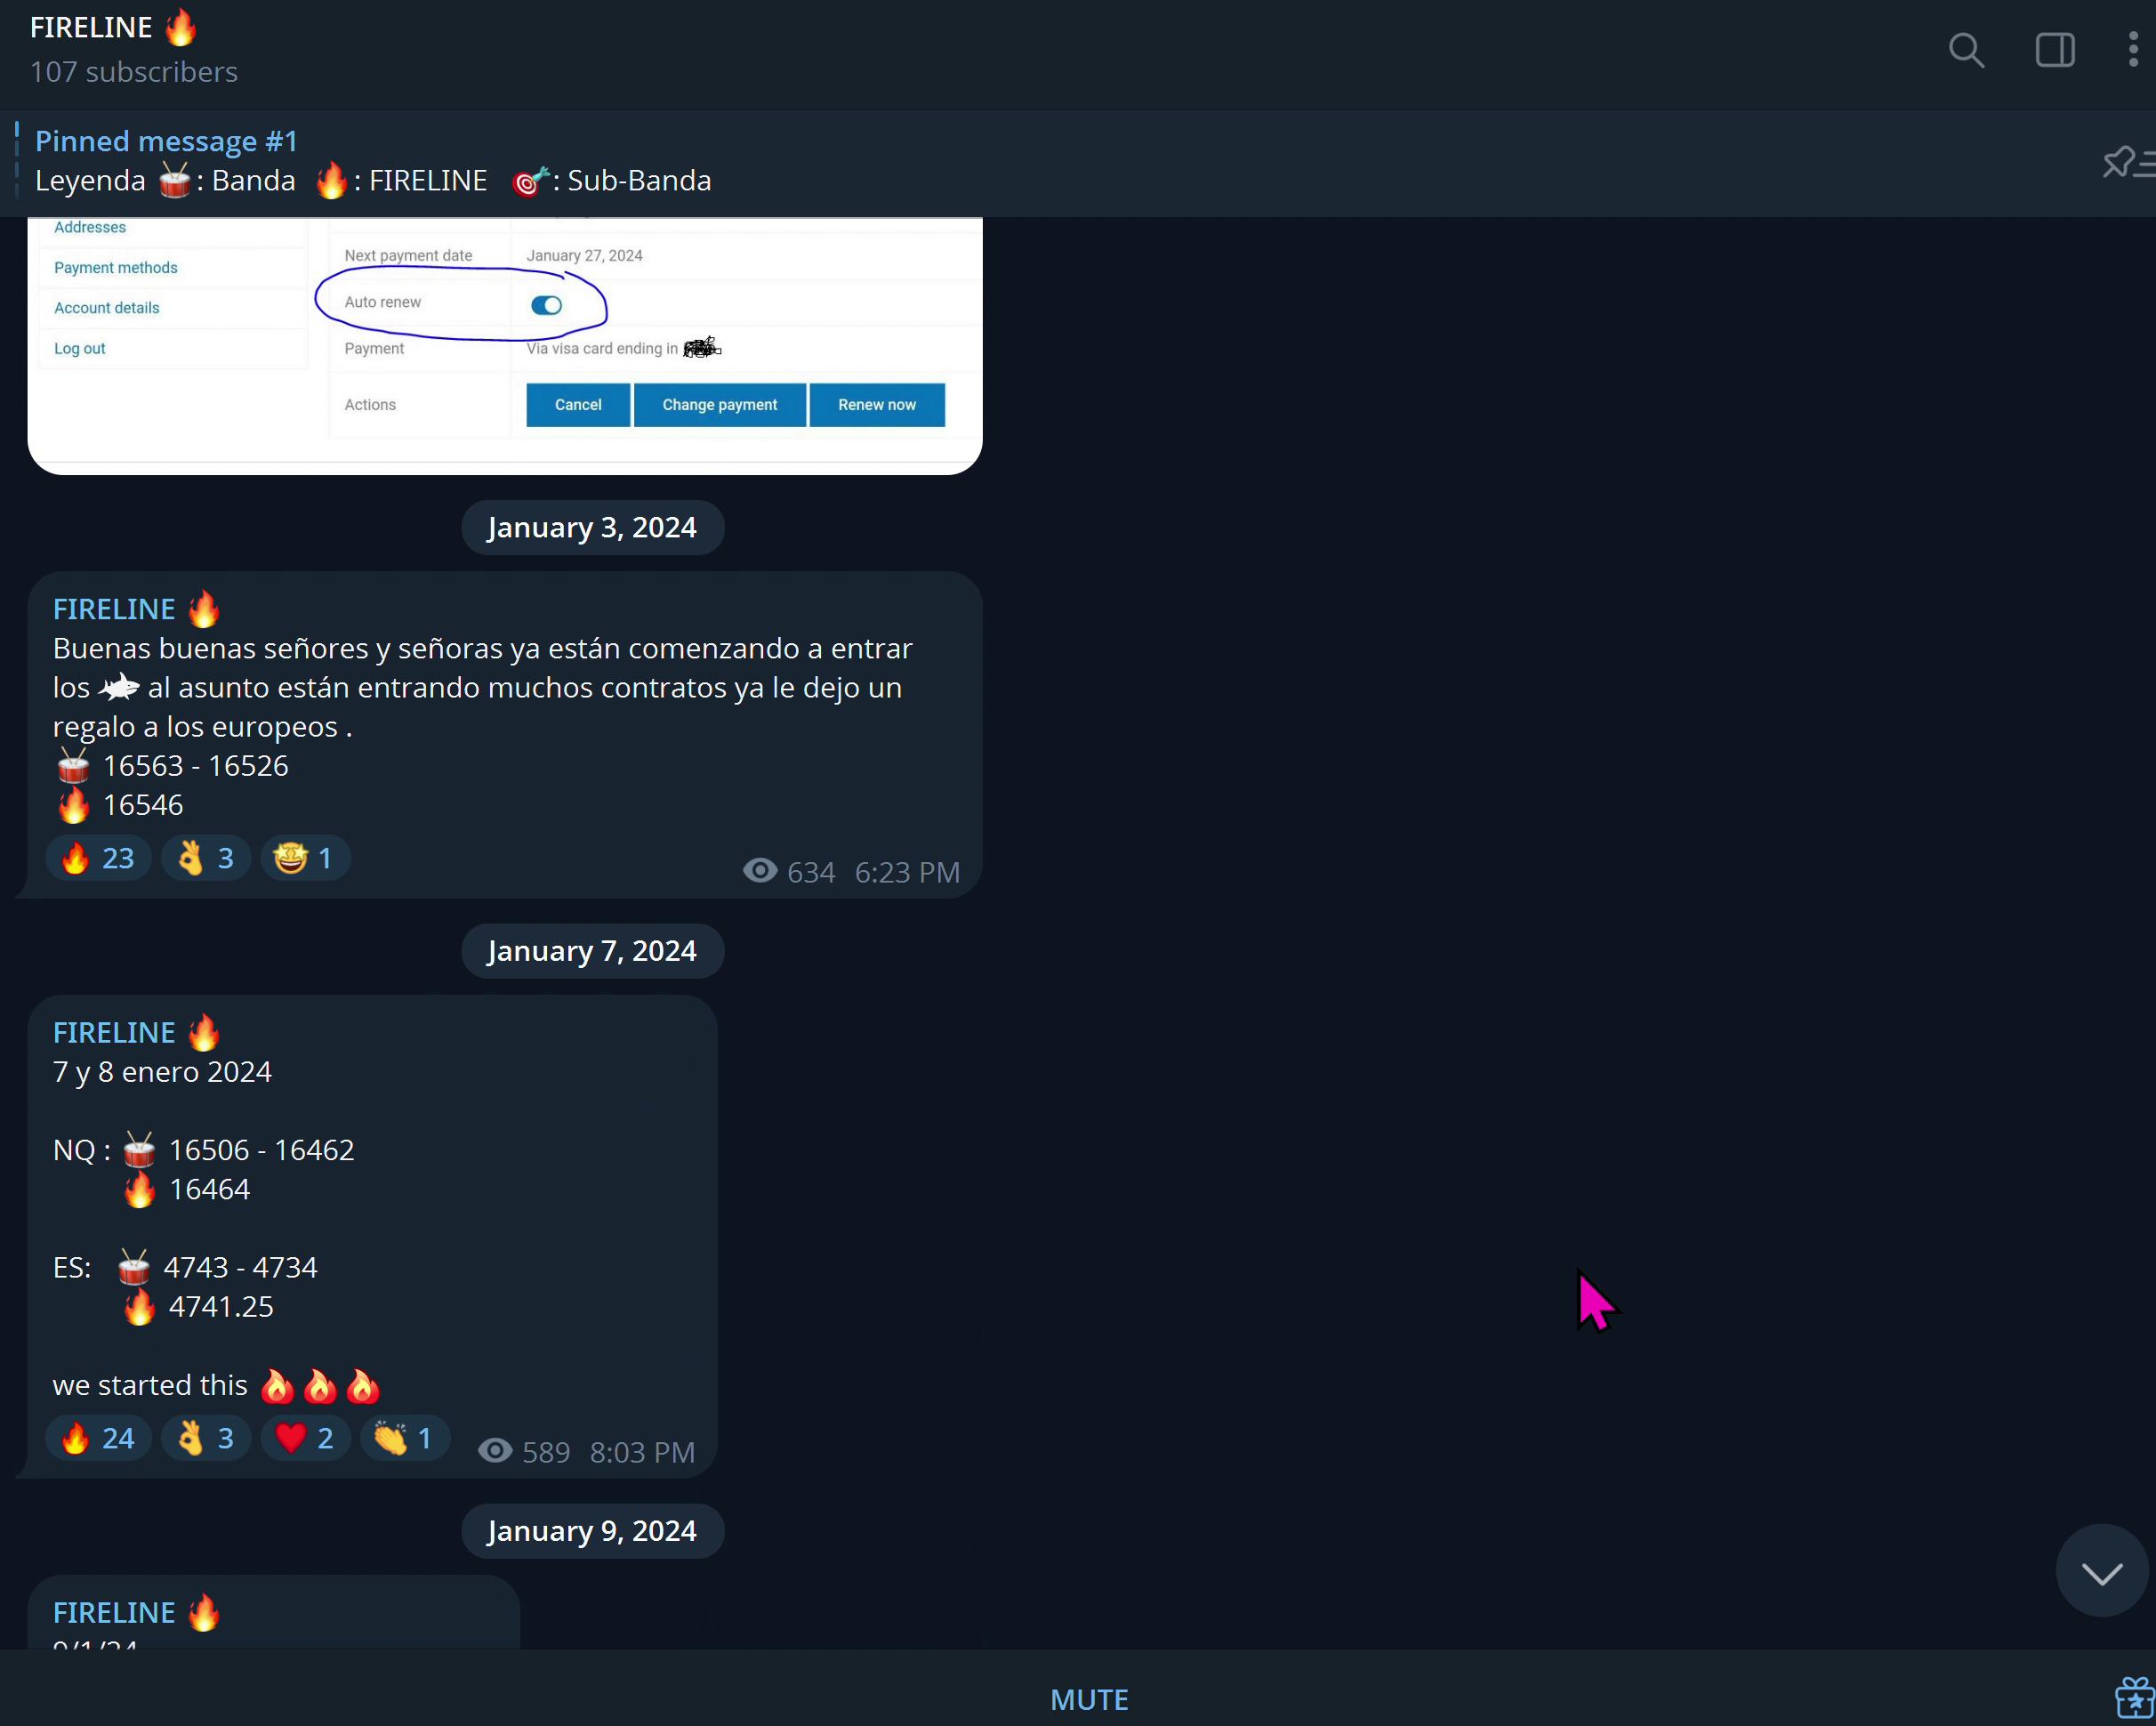 FIRELINE 🔥
107 subscribers
Pinned message #1
Leyenda 🥁: Banda 🔥: FIRELINE 🎯: Sub-Banda
Addresses
Payment methods
Account details
Log out
Next payment date January 27, 2024
Auto renew
Payment Via visa card ending in
Actions Cancel Change payment Renew now
January 3, 2024
FIRELINE 🔥
Buenas buenas señores y señoras ya están comenzando a entrar
los 🦈 al asunto están entrando muchos contratos ya le dejo un
regalo a los europeos .
🥁 16563 - 16526
🔥 16546
🔥 23 👌 3 🤩 1 634 6:23 PM
January 7, 2024
FIRELINE 🔥
7 y 8 enero 2024
NQ : 🥁 16506 - 16462
🔥 16464
ES: 🥁 4743 - 4734
🔥 4741.25
we started this 🔥🔥🔥
🔥 24 👌 3 ❤️ 2 👏 1 589 8:03 PM
January 9, 2024
FIRELINE 🔥
9/1/24
MUTE